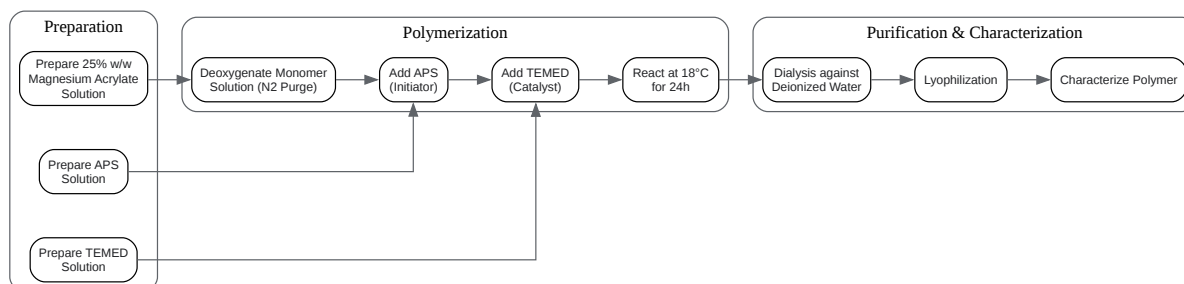 Preparation
Prepare 25% w/w
Magnesium Acrylate
Solution
Prepare APS
Solution
Prepare TEMED
Solution
Polymerization
Deoxygenate Monomer
Solution (N2 Purge)
Add APS
(Initiator)
Add TEMED
(Catalyst)
React at 18°C
for 24h
Purification & Characterization
Dialysis against
Deionized Water
Lyophilization
Characterize Polymer